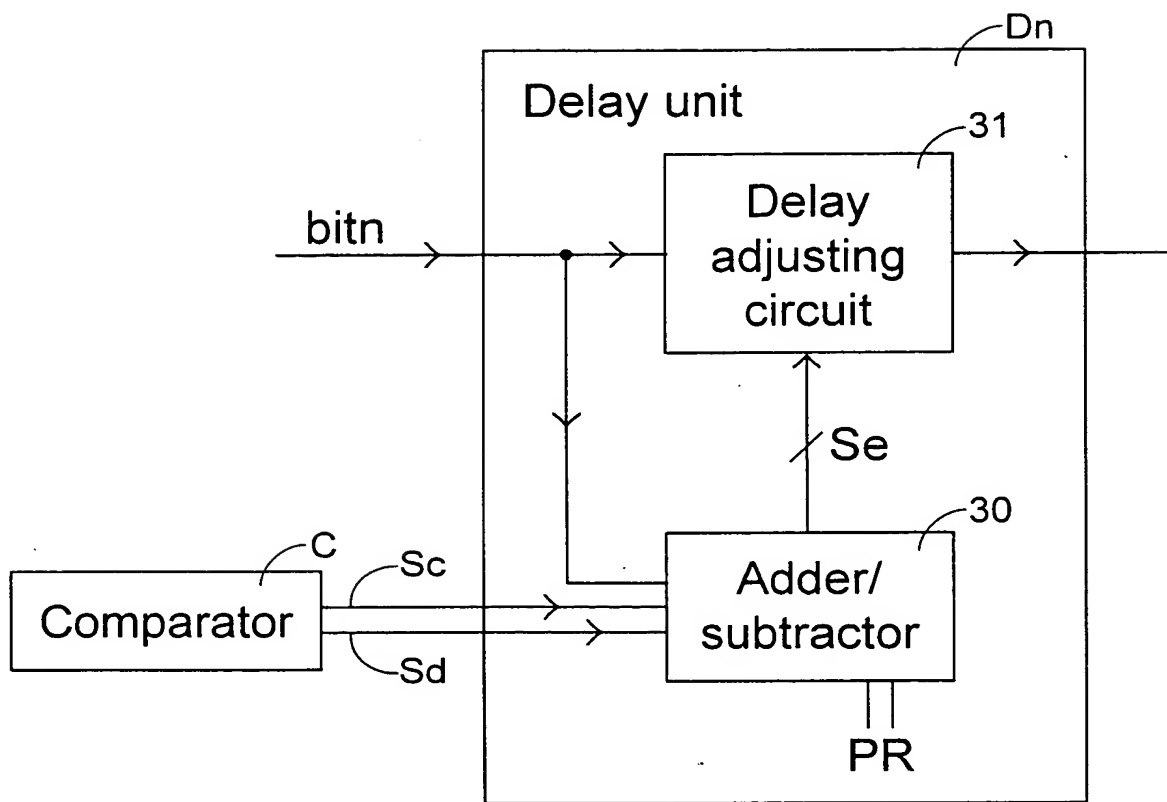 Dn
Delay unit
31
Delay
adjusting
circuit
bitn
Se
30
C
Sc
Comparator
Adder/
subtractor
Sd
PR